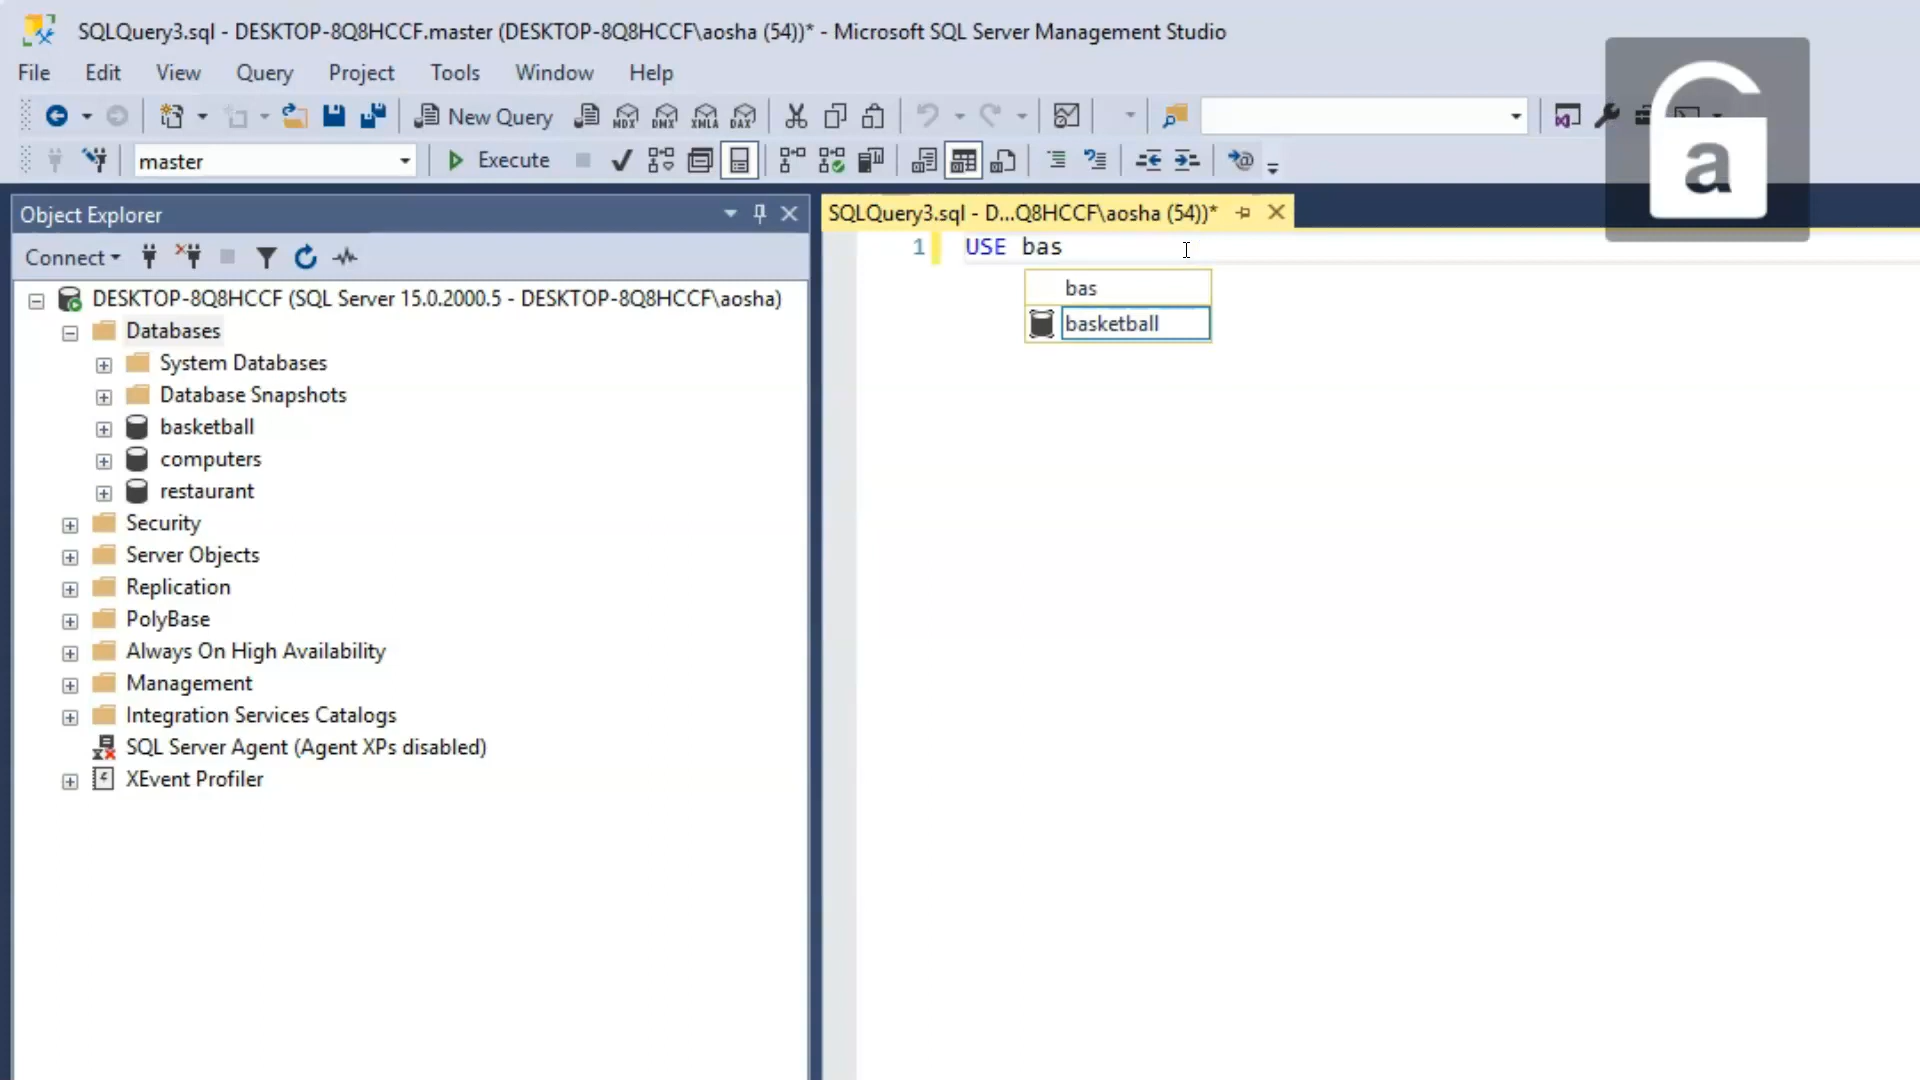 SQLQuery3.sql - DESKTOP-8Q8HCCF.master (DESKTOP-8Q8HCCF\aosha (54))* - Microsoft SQL Server Management Studio
File Edit View Query Project Tools Window Help
New Query MDX DMX XMLA DAX
master Execute
Object Explorer
SQLQuery3.sql - D...Q8HCCF\aosha (54))*
a
Connect
1 USE bas
bas
basketball
DESKTOP-8Q8HCCF (SQL Server 15.0.2000.5 - DESKTOP-8Q8HCCF\aosha)
Databases
System Databases
Database Snapshots
basketball
computers
restaurant
Security
Server Objects
Replication
PolyBase
Always On High Availability
Management
Integration Services Catalogs
SQL Server Agent (Agent XPs disabled)
XEvent Profiler